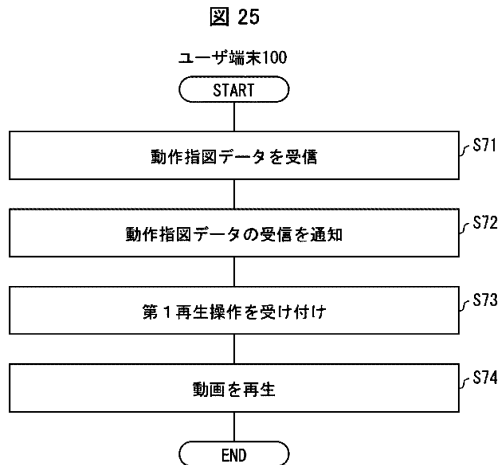 図 25
ユーザ端末100
START
動作指図データを受信
S71
動作指図データの受信を通知
S72
第１再生操作を受け付け
S73
動画を再生
S74
END